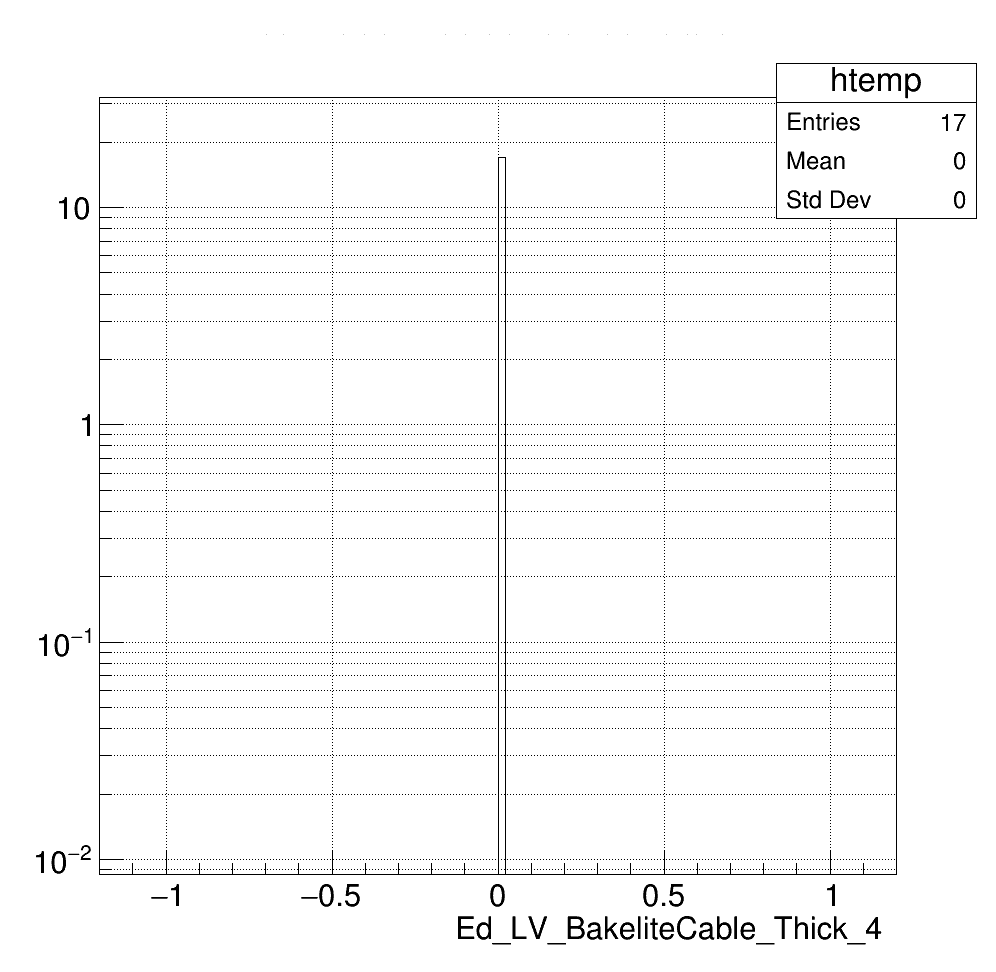 htemp
Entries 17
Mean 0
Std Dev 0
10
1
10⁻¹
10⁻²
−1 −0.5 0 0.5 1
Ed_LV_BakeliteCable_Thick_4